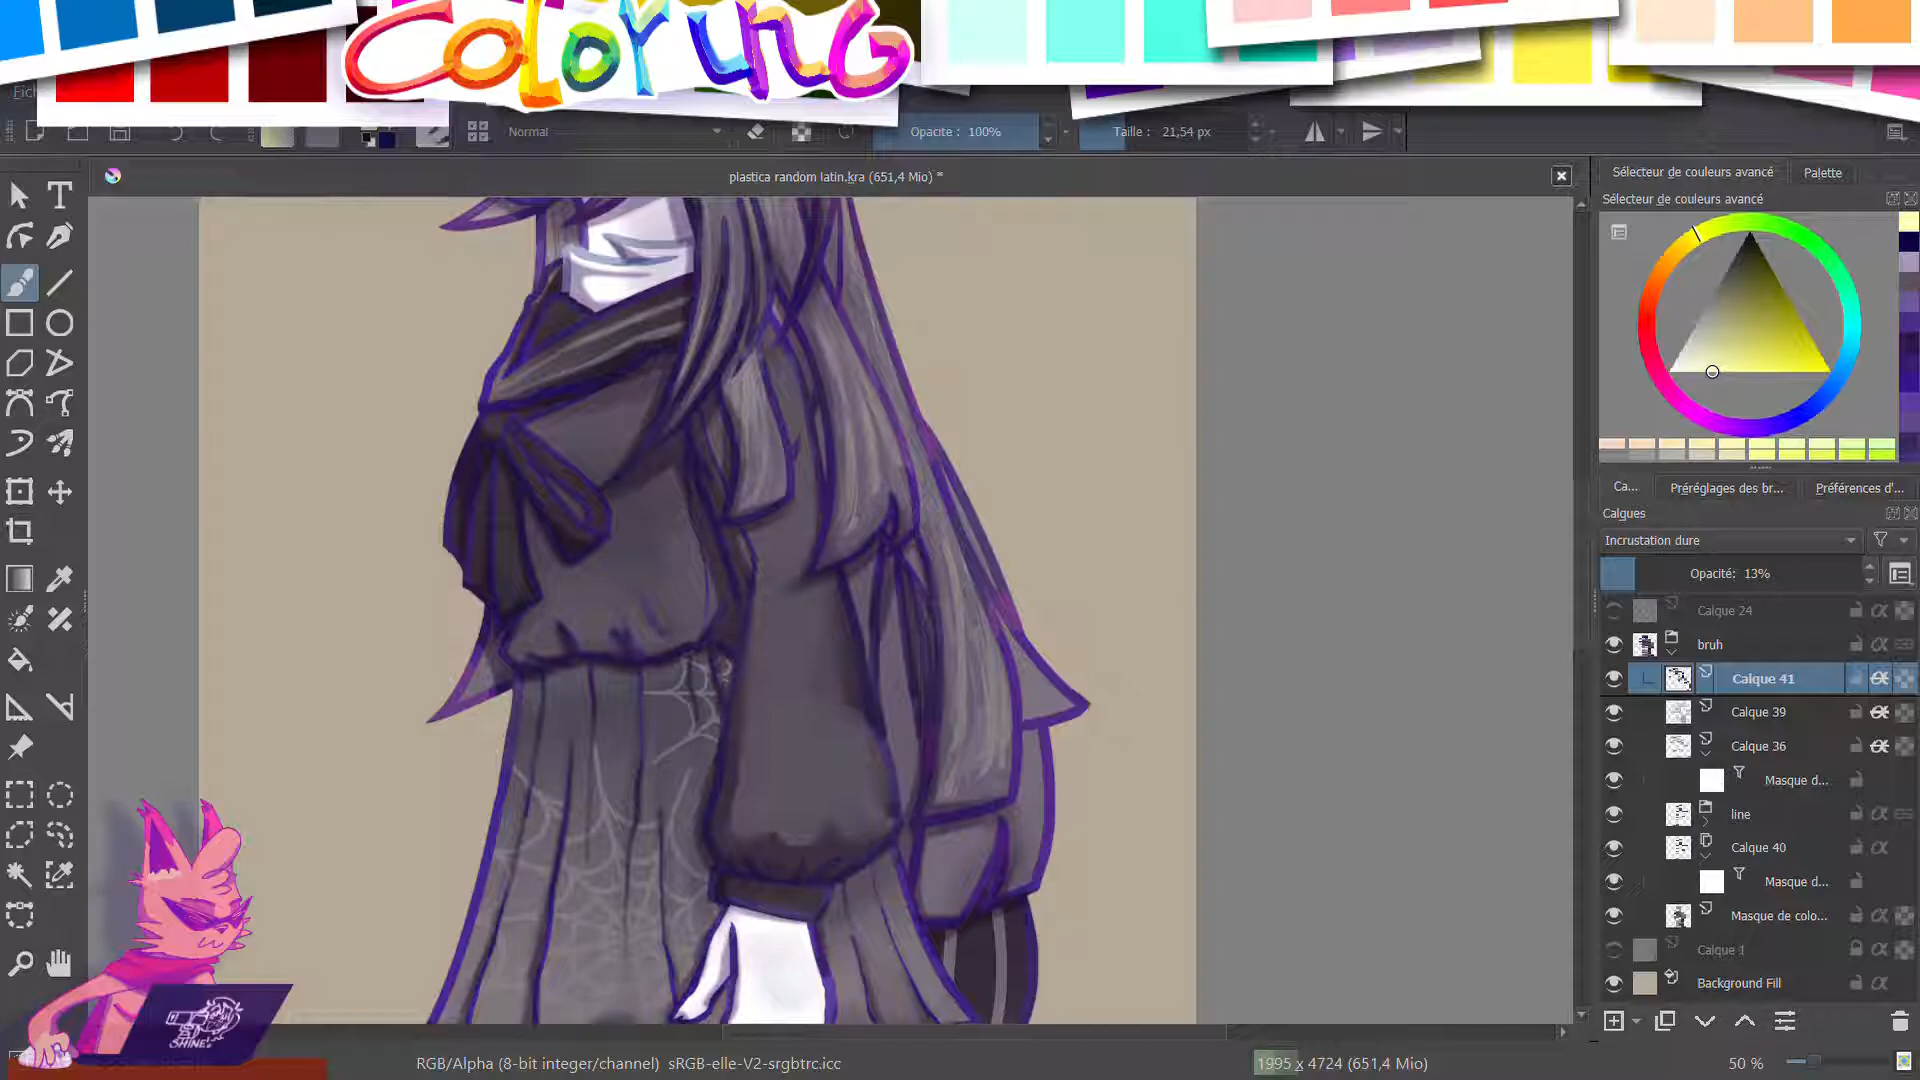 COLORING
Fich
Normal
Opacité : 100%
Taille : 21,54 px
plastica random latin.kra (651,4 Mio) *
Sélecteur de couleurs avancé
Palette
Sélecteur de couleurs avancé
Ca...
Préréglages des br...
Préférences d'...
Calques
Incrustation dure
Opacité: 13%
Calque 24
bruh
Calque 41
Calque 39
Calque 36
Masque d...
line
Calque 40
Masque d...
Masque de colo...
Calque 1
Background Fill
SHINE!
RGB/Alpha (8-bit integer/channel) sRGB-elle-V2-srgbtrc.icc
1995 x 4724 (651,4 Mio)
50 %